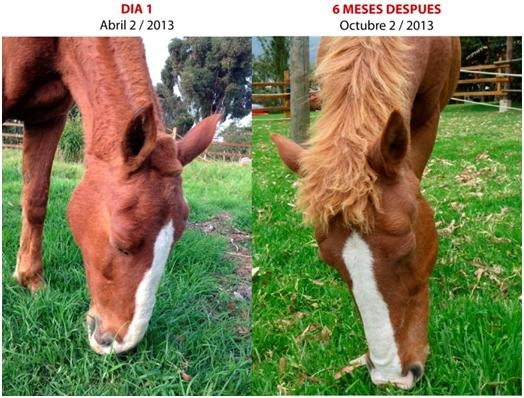 DIA 1
Abril 2 / 2013
6 MESES DESPUES
Octubre 2 / 2013